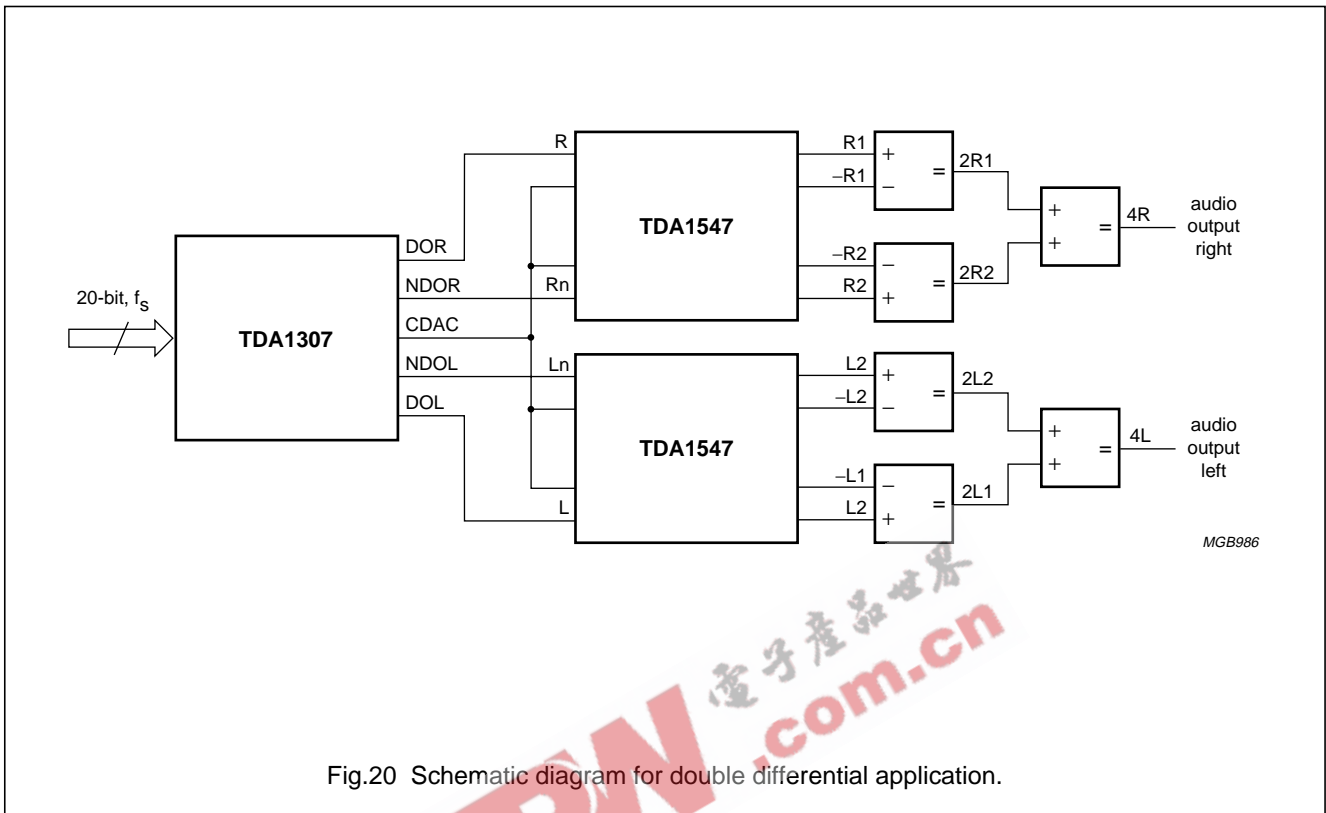 R
R1
+
=
2R1
−R1
−
TDA1547
+
+
=
4R
audio
output
right
DOR
−R2
−
=
2R2
NDOR
Rn
R2
+
20-bit, fS
TDA1307
CDAC
NDOL
Ln
L2
+
=
2L2
DOL
−L2
−
TDA1547
+
+
=
4L
audio
output
left
−L1
−
=
2L1
L
L2
+
MGB986
電子產品世界
.com.cn
Fig.20 Schematic diagram for double differential application.